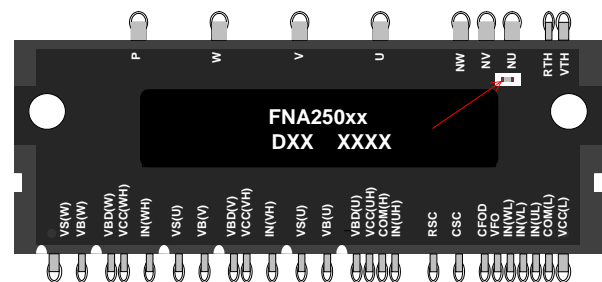 P
W
V
U
NW
NV
NU
RTH
VTH
FNA250xx
DXX XXXX
VS(W)
VB(W)
VBD(W)
VCC(WH)
IN(WH)
VS(U)
VB(V)
VBD(V)
VCC(VH)
IN(VH)
VS(U)
VB(U)
VBD(U)
VCC(UH)
COM(H)
IN(UH)
RSC
CSC
CFOD
VFO
IN(WL)
IN(VL)
IN(UL)
COM(L)
VCC(L)